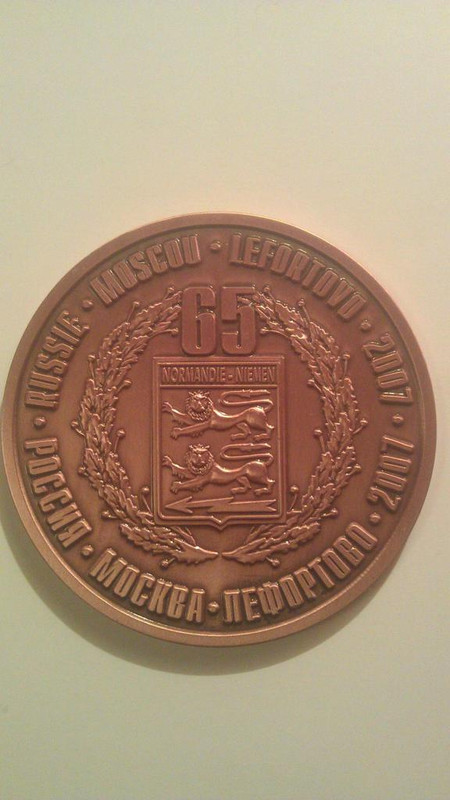 RUSSIE • MOSCOU • LEFORTOVO • 2007 •
65
NORMANDIE - NIEMEN
РОССИЯ • МОСКВА • ЛЕФОРТОВО • 2007 •